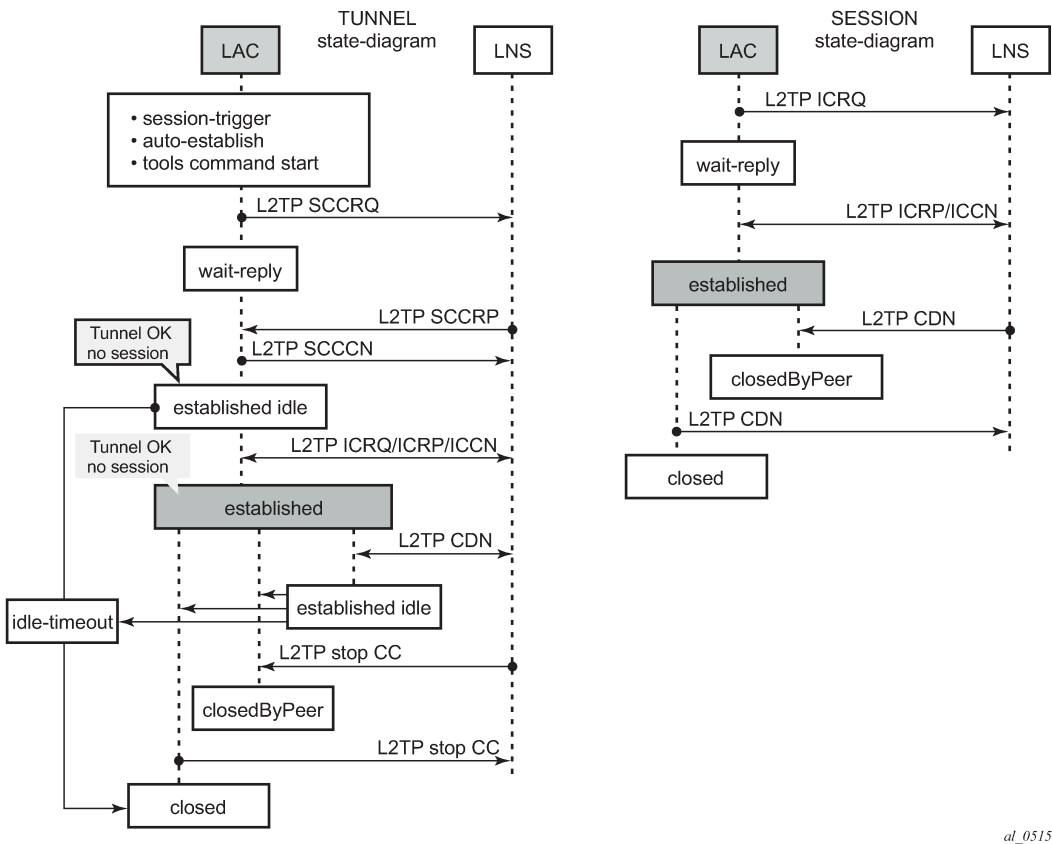 TUNNEL
state-diagram
LAC
LNS
• session-trigger
• auto-establish
• tools command start
L2TP SCCRQ
wait-reply
L2TP SCCRP
Tunnel OK
no session
L2TP SCCCN
established idle
Tunnel OK
no session
L2TP ICRQ/ICRP/ICCN
established
L2TP CDN
established idle
idle-timeout
L2TP stop CC
closedByPeer
L2TP stop CC
closed
SESSION
state-diagram
LAC
LNS
L2TP ICRQ
wait-reply
L2TP ICRP/ICCN
established
L2TP CDN
closedByPeer
L2TP CDN
closed
al_0515